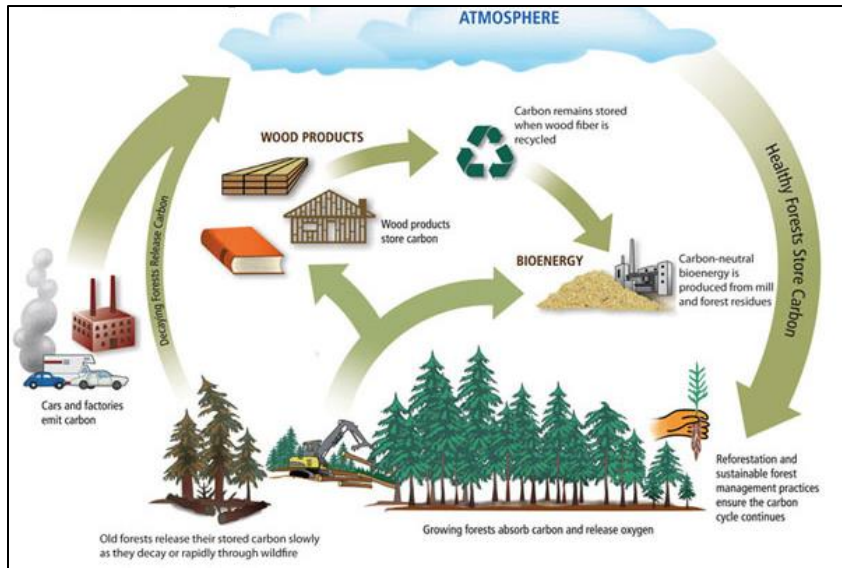 ATMOSPHERE
Carbon remains stored
when wood fiber is
recycled
WOOD PRODUCTS
Wood products
store carbon
BIOENERGY
Carbon-neutral
bioenergy is
produced from mill
and forest residues
Healthy Forests Store Carbon
Decaying Forests Release Carbon
Cars and factories
emit carbon
Reforestation and
sustainable forest
management practices
ensure the carbon
cycle continues
Growing forests absorb carbon and release oxygen
Old forests release their stored carbon slowly
as they decay or rapidly through wildfire